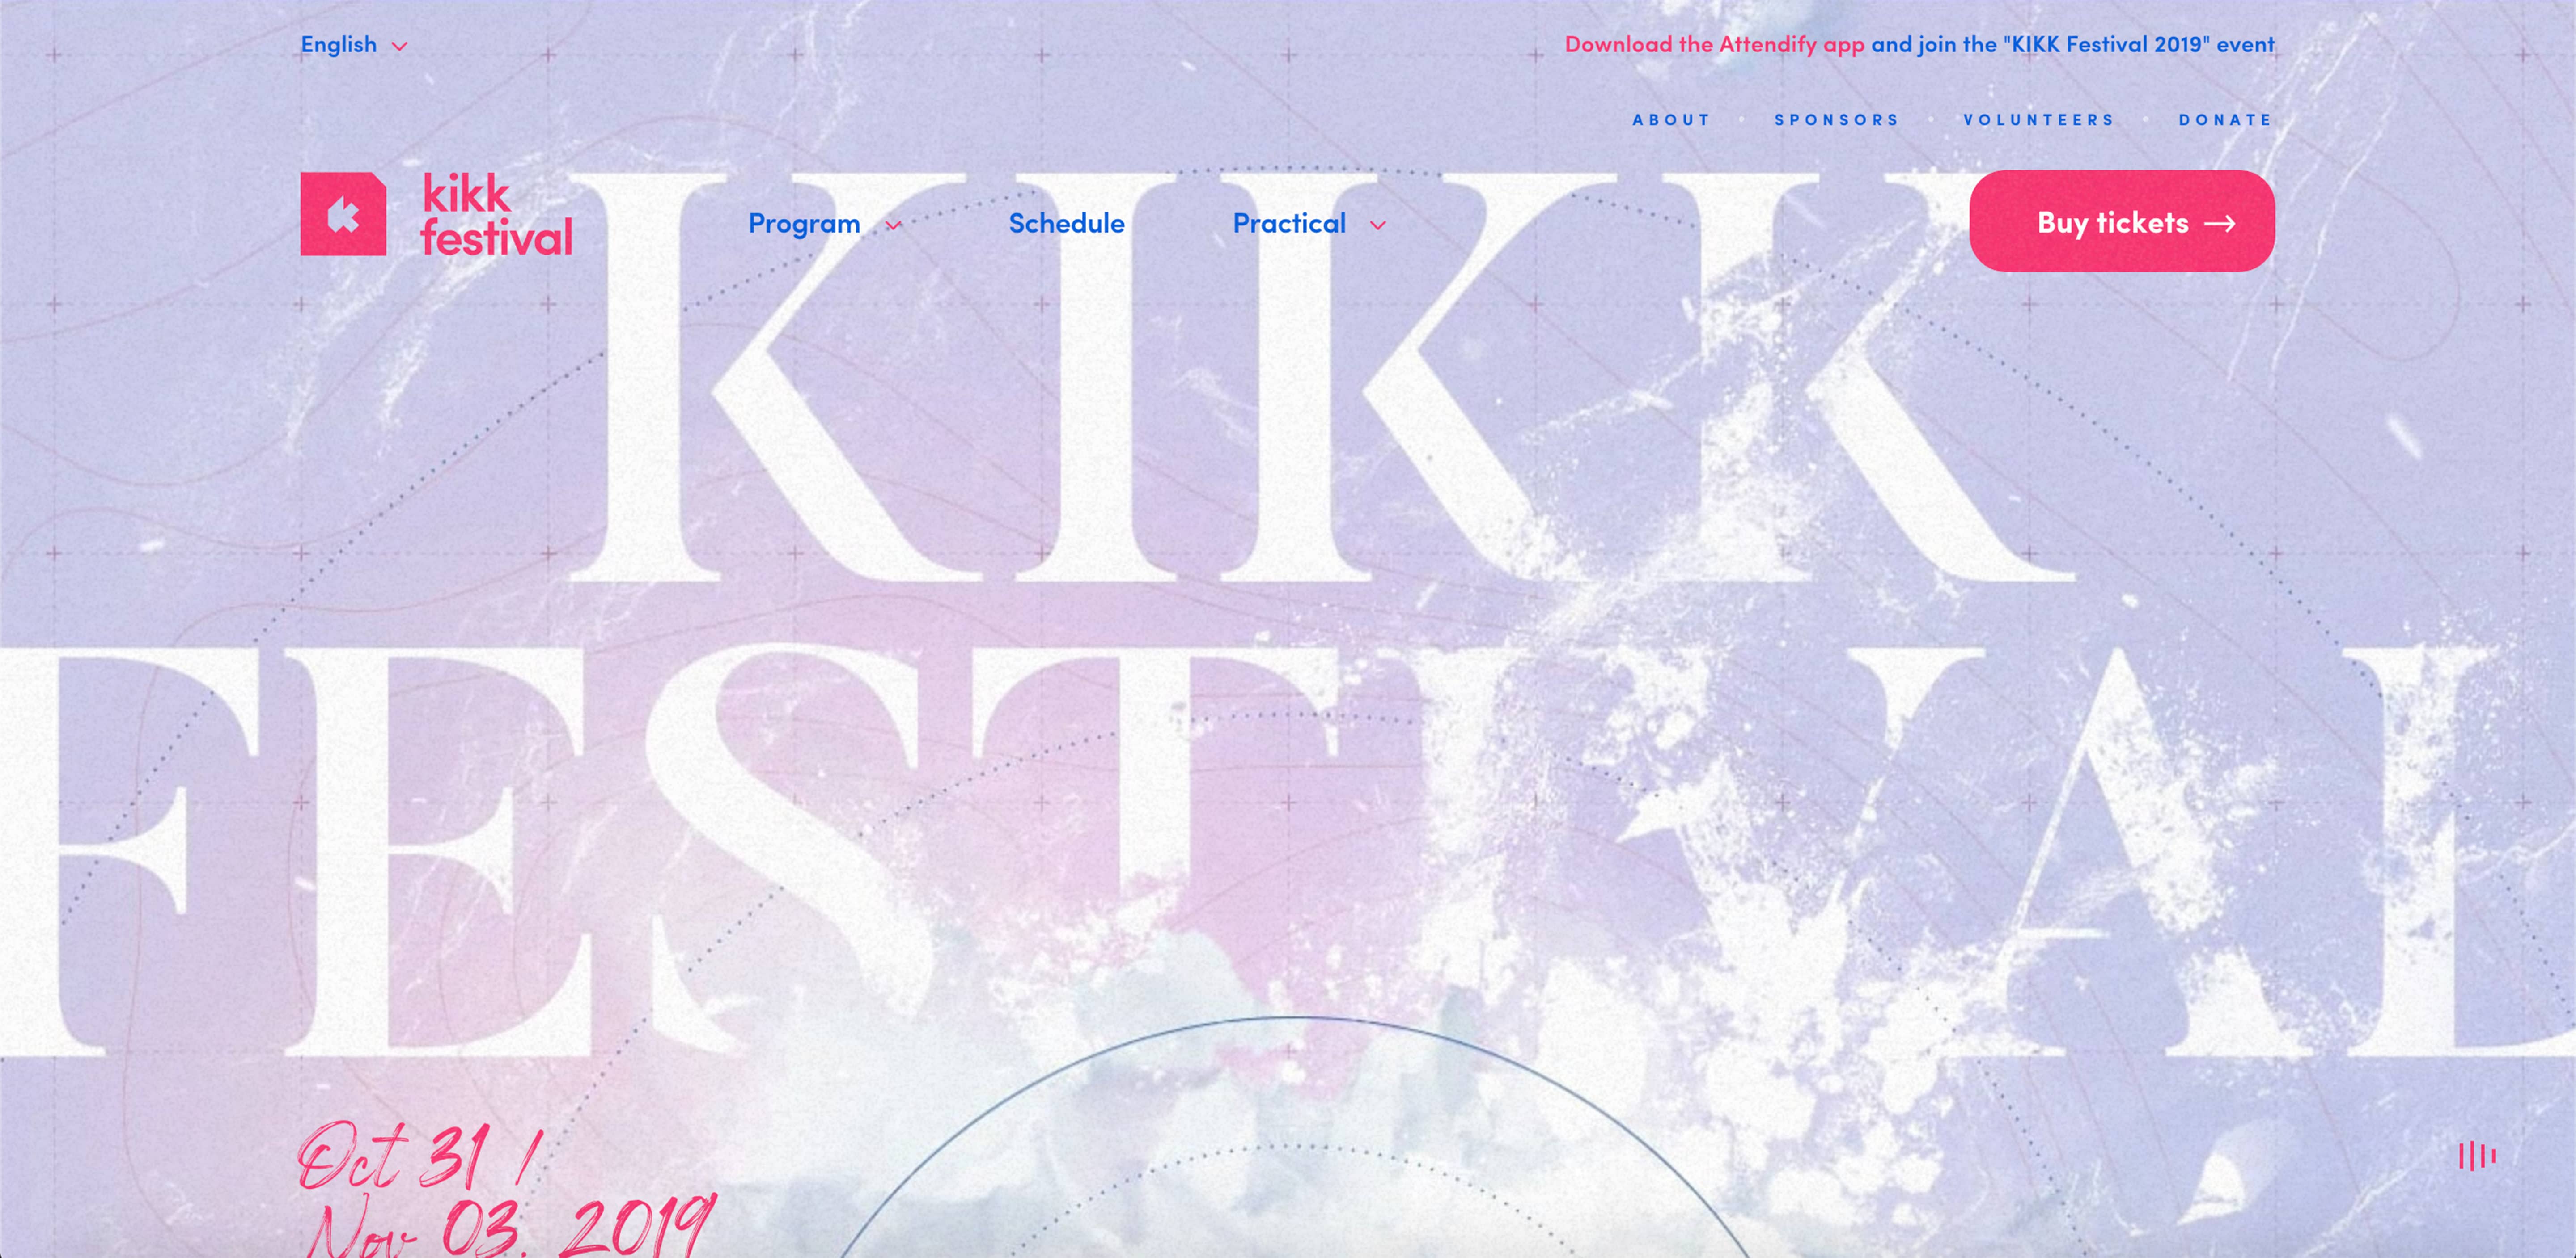 English
Download the Attendify app and join the "KIKK Festival 2019" event
ABOUT SPONSORS VOLUNTEERS DONATE
kikk
festival
Program Schedule Practical
Buy tickets →
KIKK
FESTIVAL
Oct 31 /
Nov 03. 2019